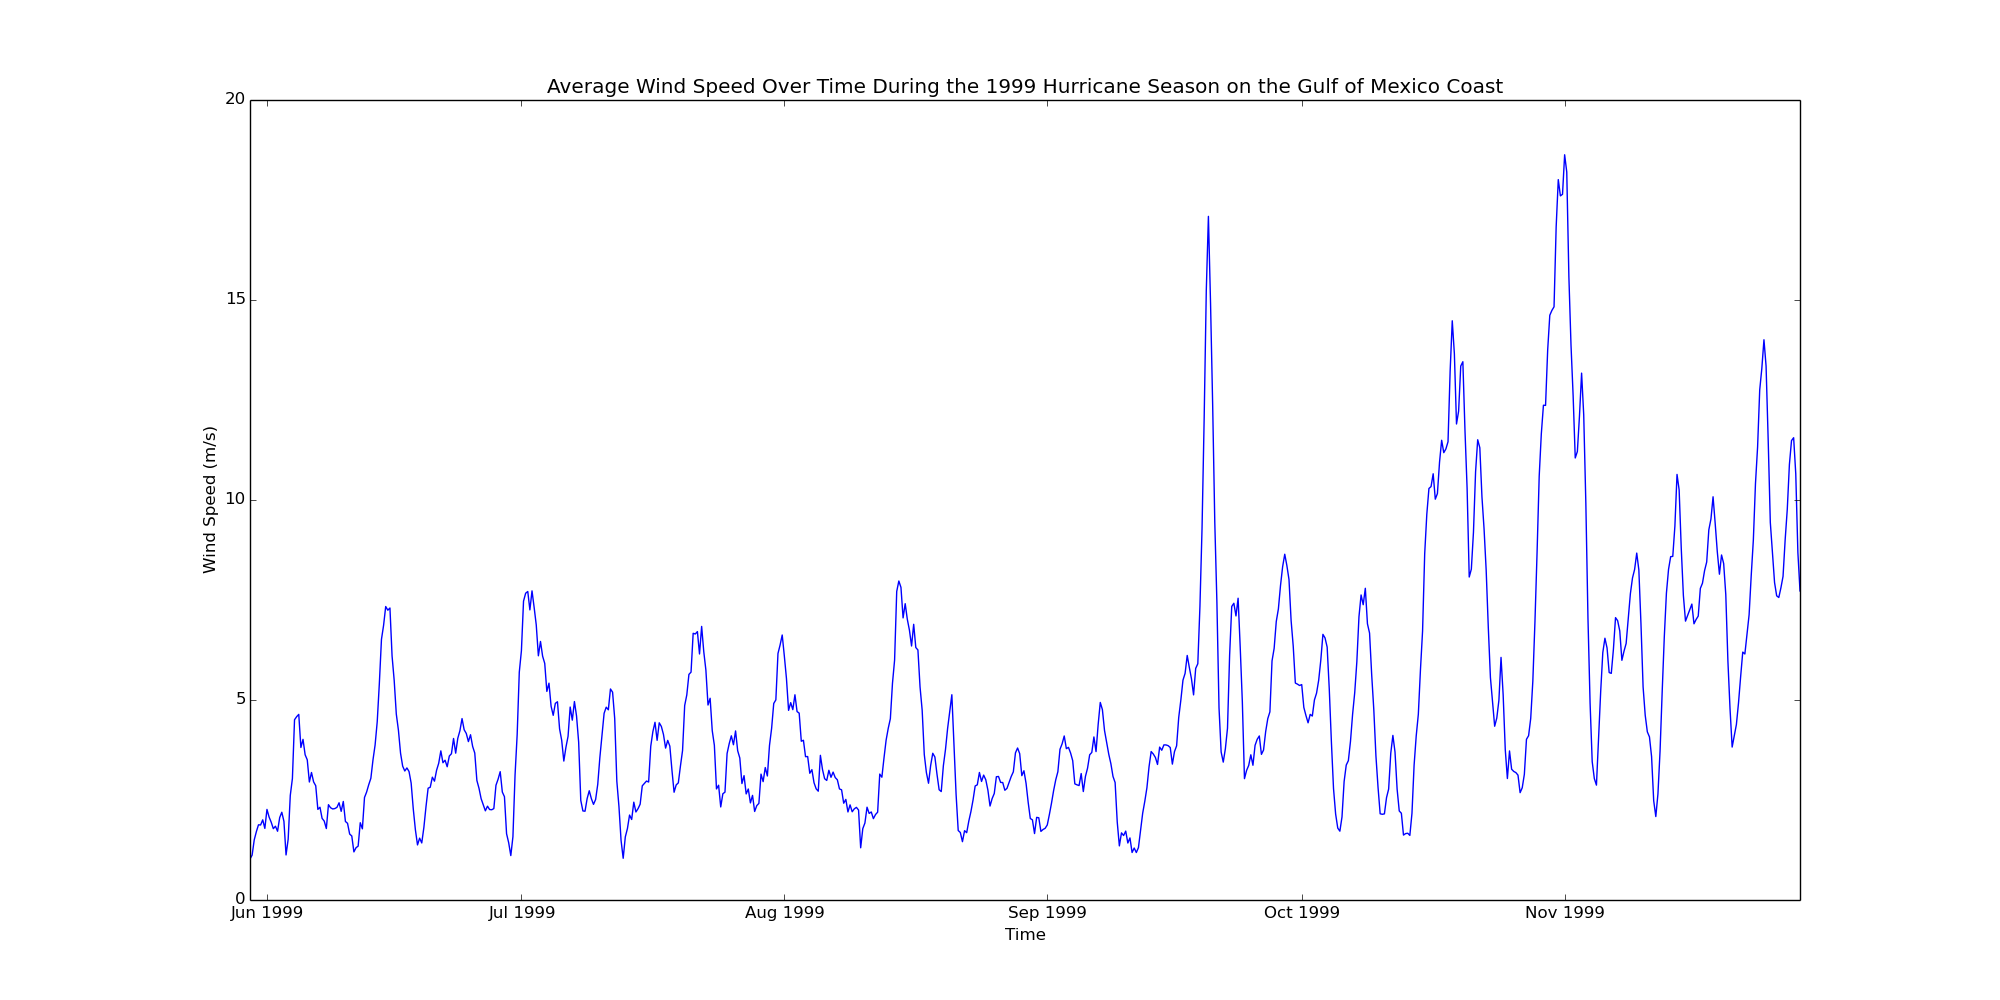 Average Wind Speed Over Time During the 1999 Hurricane Season on the Gulf of Mexico Coast
20
15
10
5
0
Wind Speed (m/s)
Jun 1999 Jul 1999 Aug 1999 Sep 1999 Oct 1999 Nov 1999
Time